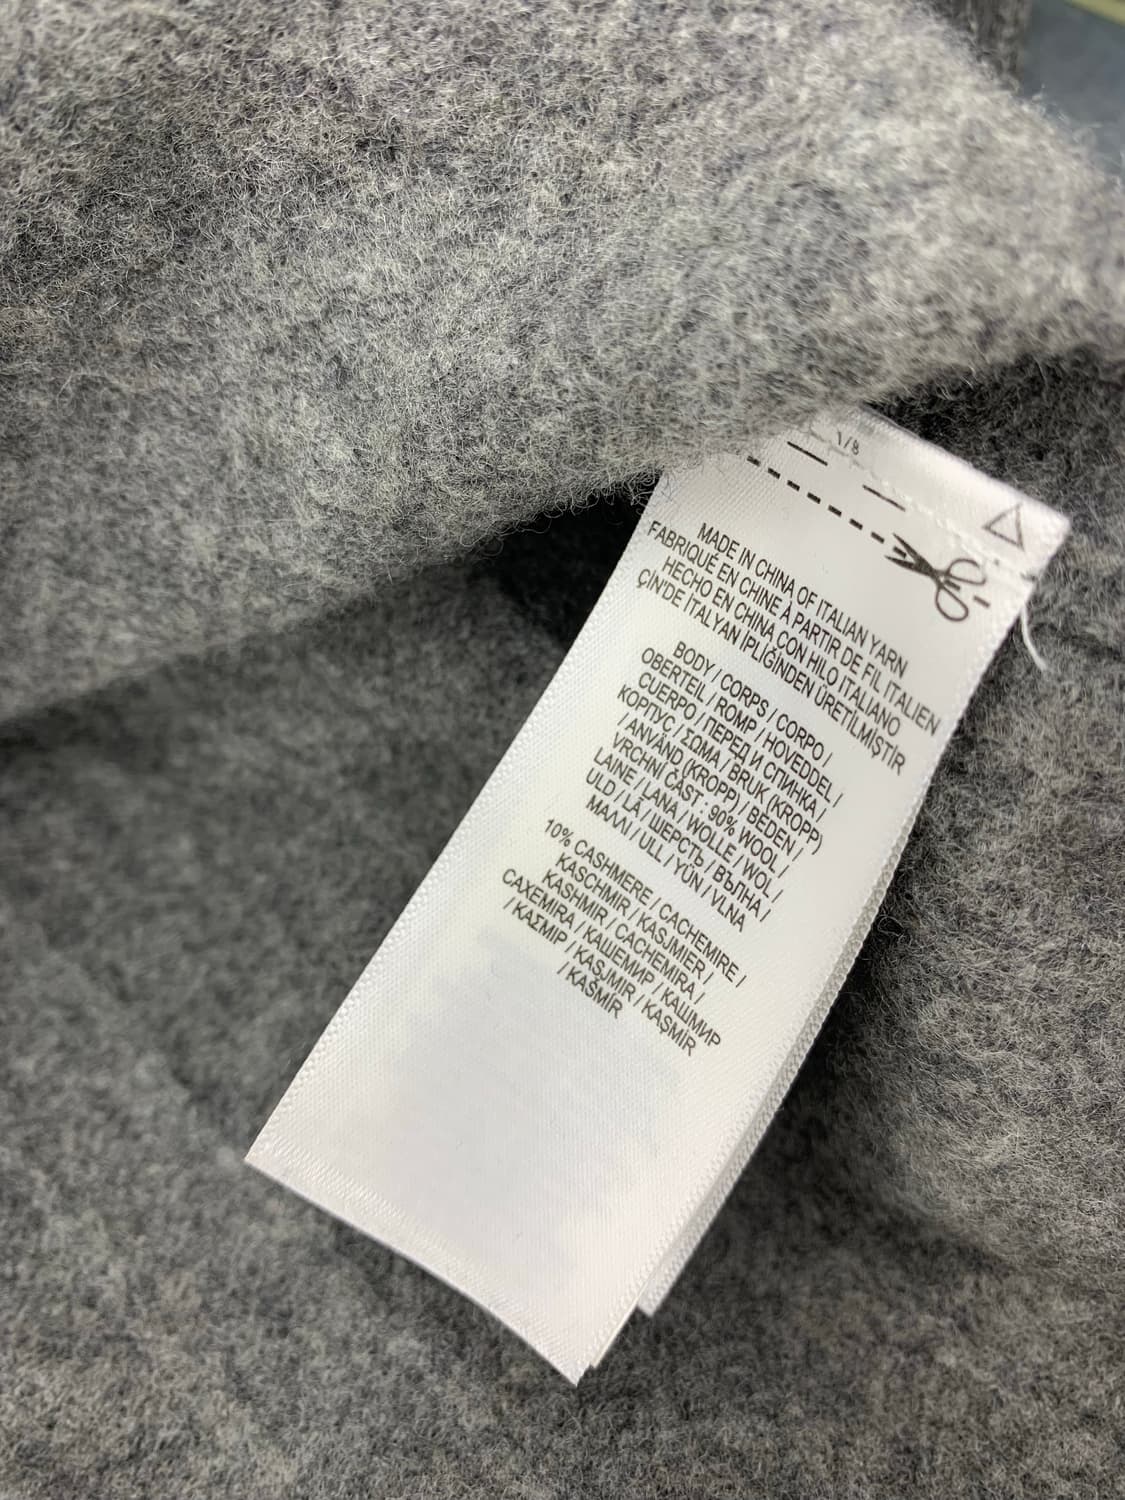 1/8
MADE IN CHINA OF ITALIAN YARN
FABRIQUÉ EN CHINE À PARTIR DE FIL ITALIEN
HECHO EN CHINA CON HILO ITALIANO
ÇİN'DE İTALYAN İPLİĞİNDEN ÜRETİLMİŞTİR
BODY / CORPS / CORPO /
OBERTEIL / ROMP / HOVEDDEL /
CUERPO / ПЕРЕД И СПИНКА /
КОРПУС / ΣΩΜΑ / BRUK (KROPP)
/ ANVÄND (KROPP) / BEDEN /
VRCHNÍ ČÁST : 90% WOOL /
LAINE / LANA / WOLLE / WOL /
ULD / LÃ / ШЕРСТЬ / ВЪЛНА /
ΜΑΛΛΙ / ULL / YÜN / VLNA
10% CASHMERE / CACHEMIRE /
KASCHMIR / KASJMIER /
KASHMIR / CACHEMIRA /
CAXEMIRA / КАШЕМИР / КАШМИР
/ ΚΑΣΜΙΡ / KASJMIR / KAŞMİR
/ KAŠMÍR